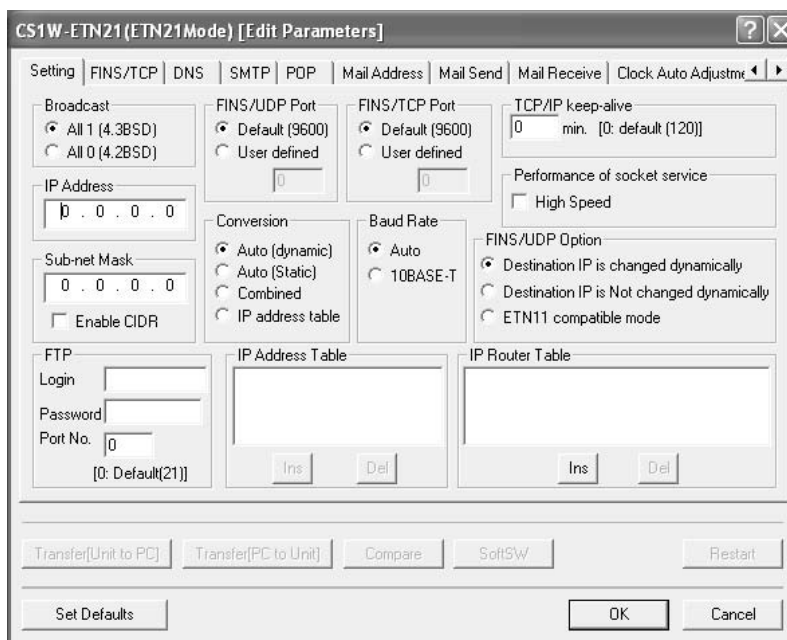 CS1W-ETN21(ETN21Mode) [Edit Parameters]
Setting FINS/TCP DNS SMTP POP Mail Address Mail Send Mail Receive Clock Auto Adjustme
Broadcast
All 1 (4.3BSD)
All 0 (4.2BSD)
IP Address
0 . 0 . 0 . 0
Sub-net Mask
0 . 0 . 0 . 0
Enable CIDR
FINS/UDP Port
Default (9600)
User defined
0
FINS/TCP Port
Default (9600)
User defined
0
TCP/IP keep-alive
0 min. [0: default (120)]
Performance of socket service
High Speed
Conversion
Auto (dynamic)
Auto (Static)
Combined
IP address table
Baud Rate
Auto
10BASE-T
FINS/UDP Option
Destination IP is changed dynamically
Destination IP is Not changed dynamically
ETN11 compatible mode
FTP
Login
Password
Port No. 0
[0: Default(21)]
IP Address Table
Ins Del
IP Router Table
Ins Del
Transfer[Unit to PC] Transfer[PC to Unit] Compare SoftSW Restart
Set Defaults OK Cancel